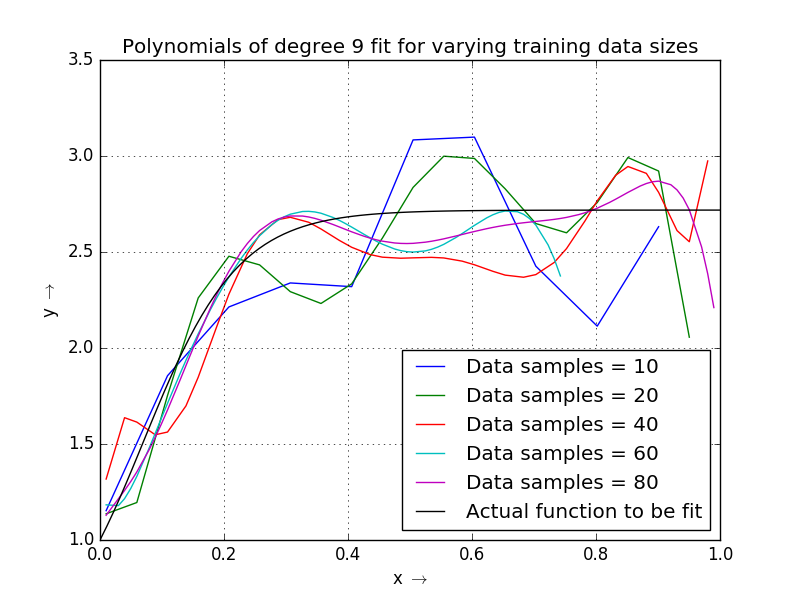 Polynomials of degree 9 fit for varying training data sizes
3.5
3.0
2.5
2.0
1.5
1.0
y →
Data samples = 10
Data samples = 20
Data samples = 40
Data samples = 60
Data samples = 80
Actual function to be fit
0.0 0.2 0.4 0.6 0.8 1.0
x →